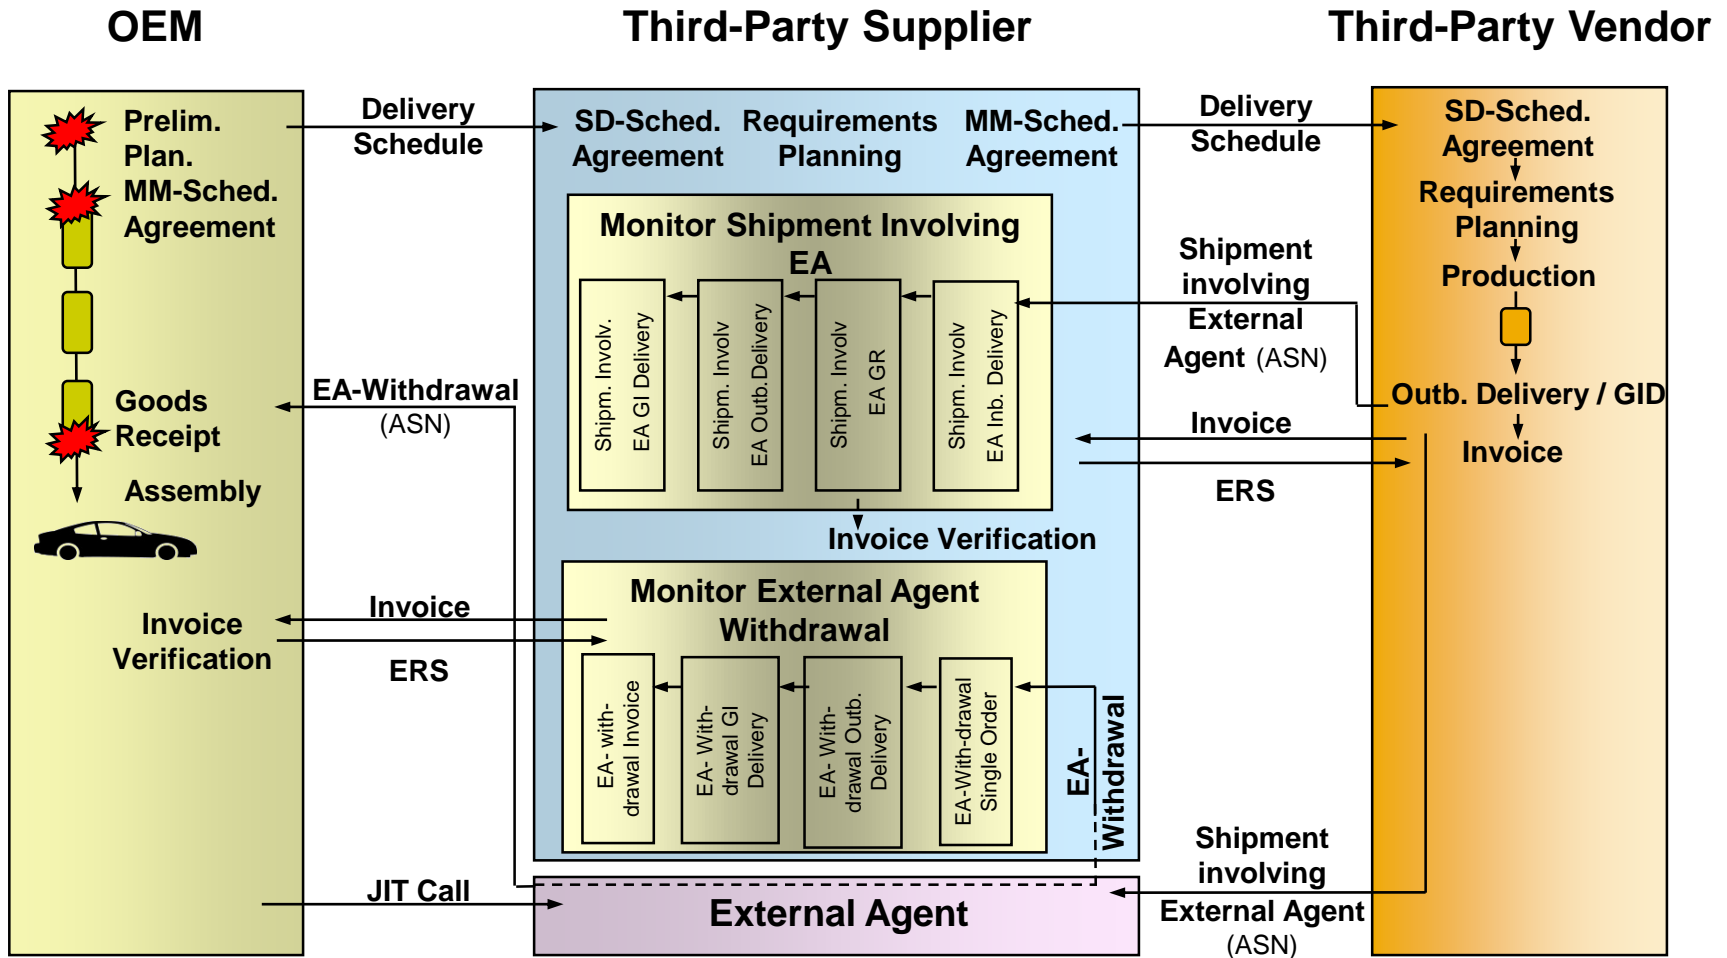 OEM
Third-Party Supplier
Third-Party Vendor
Prelim.
Plan.
MM-Sched.
Agreement
Goods
Receipt
Assembly
Invoice
Verification
Delivery
Schedule
EA-Withdrawal
(ASN)
Invoice
ERS
JIT Call
SD-Sched.
Agreement
Requirements
Planning
MM-Sched.
Agreement
Monitor Shipment Involving
EA
Shipm. Involv.
EA GI Delivery
Shipm. Involv
EA Outb.Delivery
Shipm. Involv
EA GR
Shipm. Involv
EA Inb. Delivery
Invoice Verification
Monitor External Agent
Withdrawal
EA- with-
drawal Invoice
EA- With-
drawal GI
Delivery
EA- With-
drawal Outb.
Delivery
EA-With-drawal
Single Order
EA-
Withdrawal
External Agent
Delivery
Schedule
Shipment
involving
External
Agent (ASN)
Invoice
ERS
Shipment
involving
External Agent
(ASN)
SD-Sched.
Agreement
Requirements
Planning
Production
Outb. Delivery / GID
Invoice